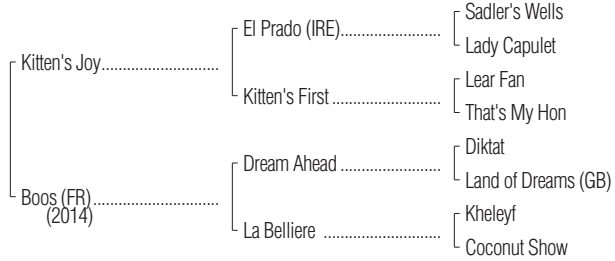 Sadler's Wells
El Prado (IRE)
Lady Capulet
Kitten's Joy
Lear Fan
Kitten's First
That's My Hon
Diktat
Dream Ahead
Land of Dreams (GB)
Boos (FR)
(2014)
Kheleyf
La Belliere
Coconut Show